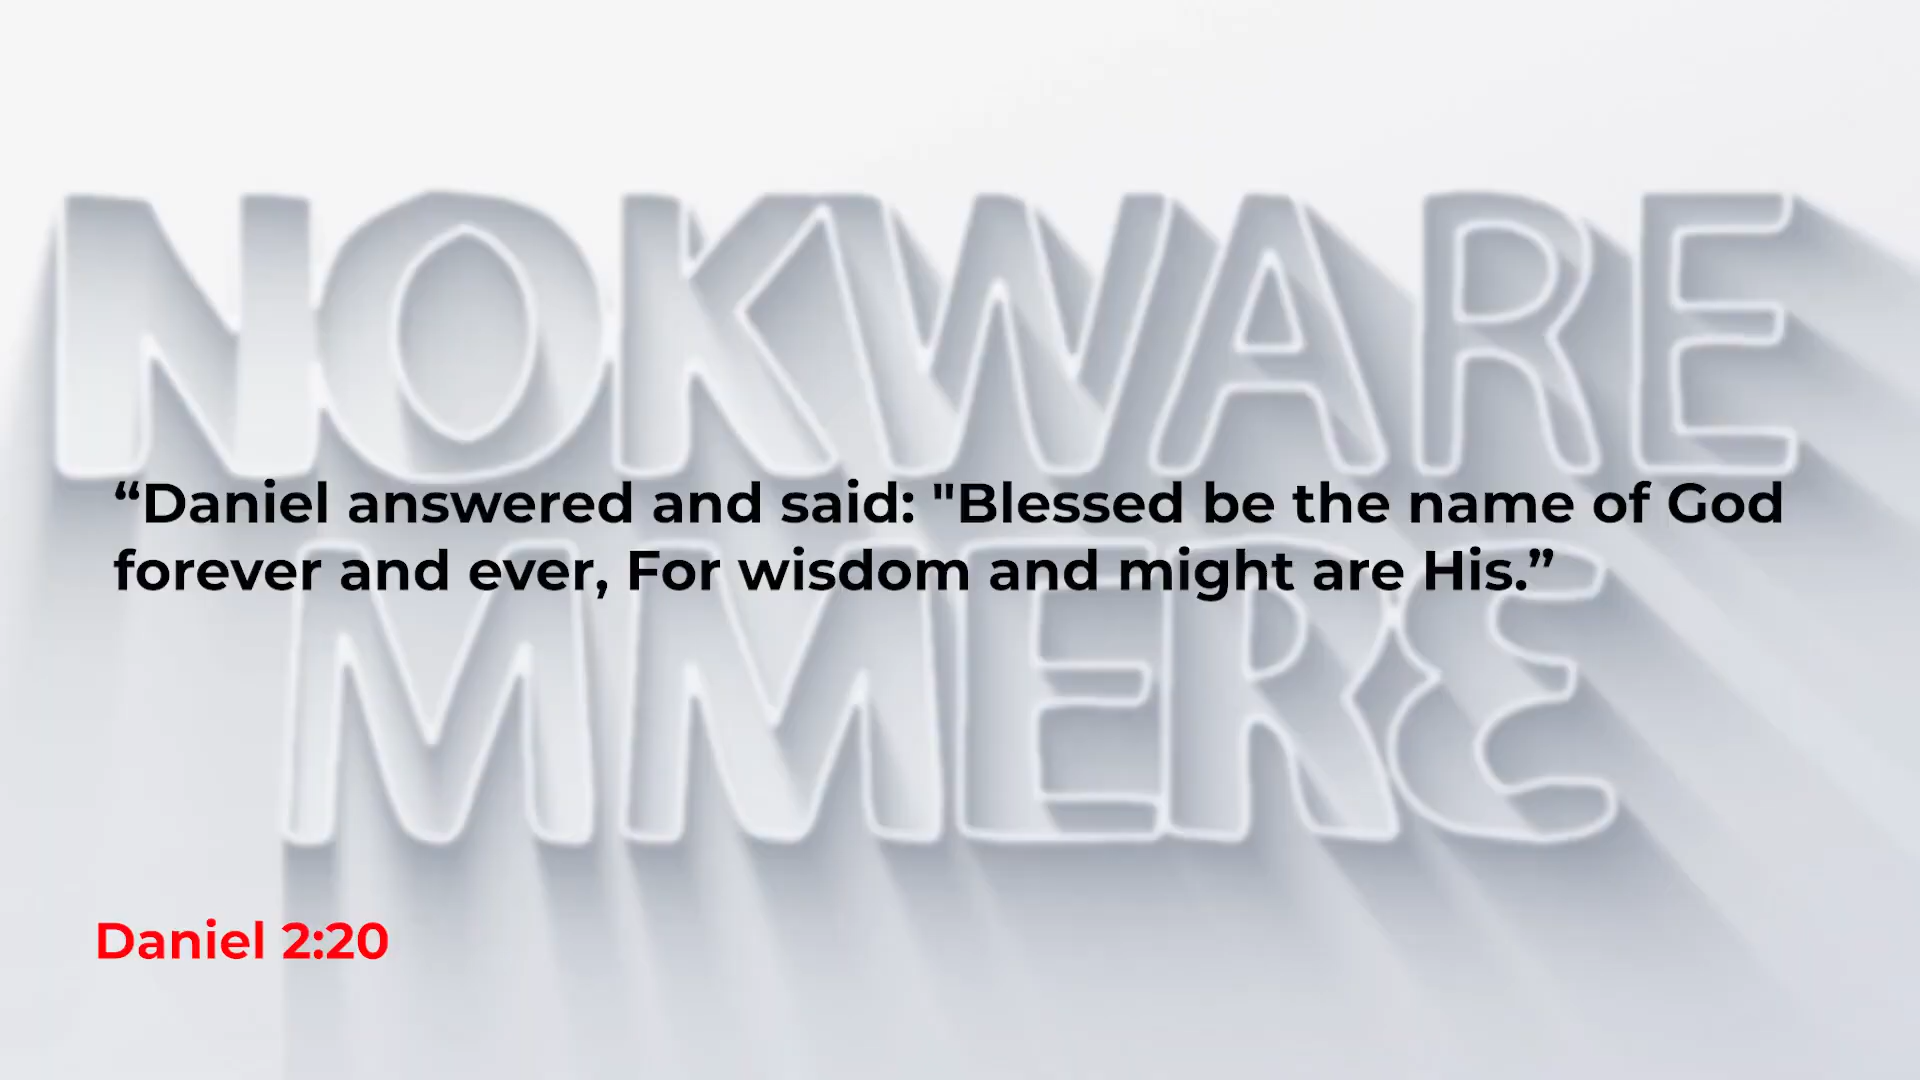 NOKWARE
“Daniel answered and said: "Blessed be the name of God
forever and ever, For wisdom and might are His.”
MMERƐ
Daniel 2:20